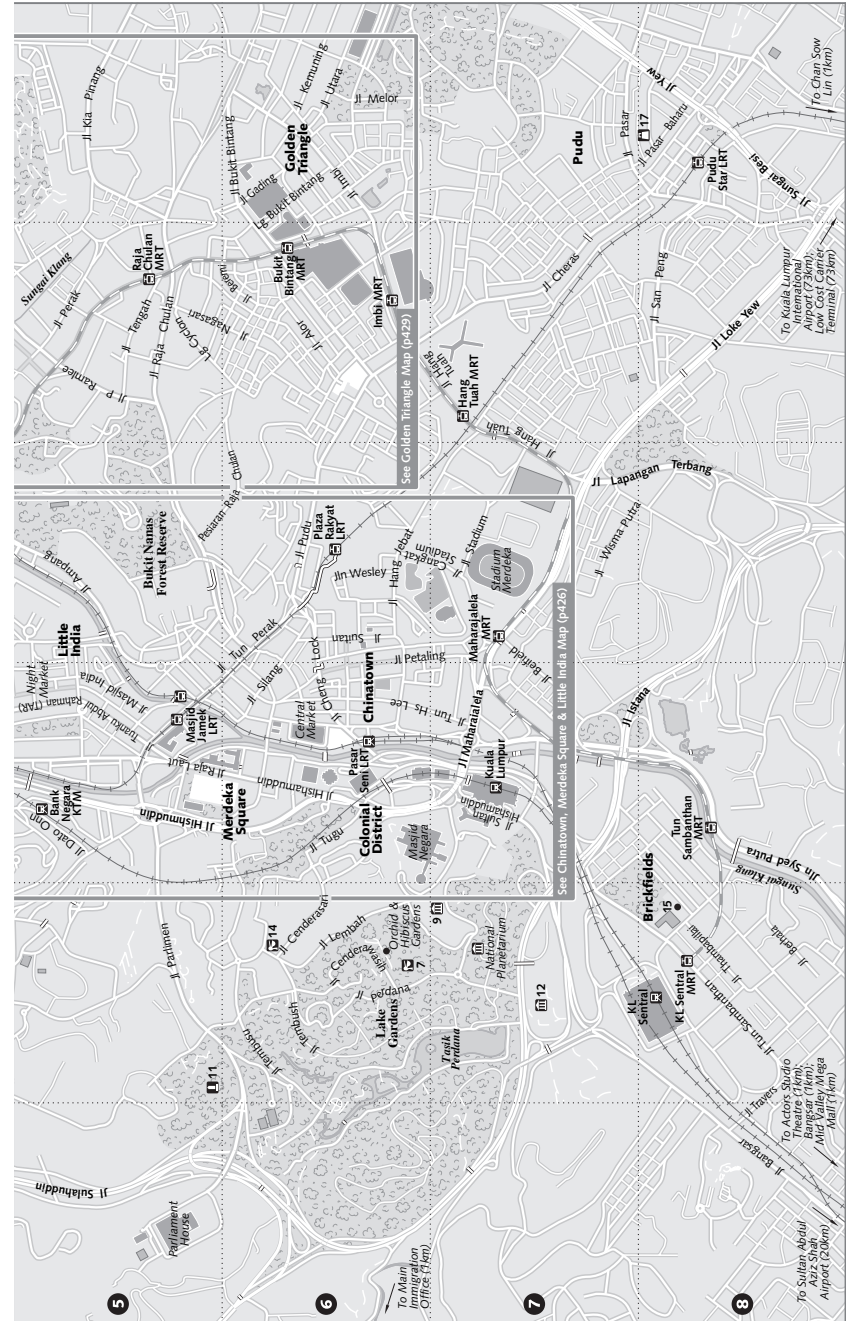 Jl Kia Pinang
Jl Kemuning
Jl Utara
Jl Melor
Jl Bukit Bintang
Golden
Triangle
Jl Gading
Lg Bukit Bintang
Jl Imbi
Sungai Klang
Raja
Chulan
MRT
Jl Perak
Jl Tengah
Jl Raja Chulan
Lg Cyclon
Jl Nagasari
Jl Berem
Bukit
Bintang
MRT
Jl Alor
Imbi MRT
Jl P Ramlee
See Golden Triangle Map (p429)
Pudu
Jl Yew
Jl Pasar
17
Jl Pasar Baharu
Pudu
Star LRT
Jl Sungai Besi
To Chan Sow
Lin (1km)
Jl Cheras
Jl San Peng
Jl Loke Yew
To Kuala Lumpur
International
Airport (73km);
Low Cost Carrier
Terminal (73km)
Jl Hang
Tuah
Hang
Tuah MRT
Jl Hang Tuah
Jl Lapangan Terbang
Jl Wisma Putra
Pesiaran Raja Chulan
Bukit Nanas
Forest Reserve
Jl Ampang
Little
India
Night
Market
Jl Masjid India
Tuanku Abdul Rahman (TAR)
Masjid
Jamek
LRT
Jl Tun Perak
Jl Pudu
Plaza
Rakyat
LRT
Jln Wesley
Jl Hang Jebat
Cangkat
Stadium
Jl Stadium
Stadium
Merdeka
Jl Silang
Jl Cheng Lock
Jl Sultan
Central
Market
Chinatown
Jl Petaling
Jl Tun Hs Lee
Maharajalela
MRT
Jl Belfield
Jl Maharajalela
Pasar
Seni LRT
Kuala
Lumpur
Jl Sultan
Hishamuddin
Bank
Negara
KTM
Jl Raja Laut
Jl Dato Onn
Jl Hishmuddin
Merdeka
Square
Jl Hishamuddin
Jl Tugu
Colonial
District
Masjid
Negara
See Chinatown, Merdeka Square & Little India Map (p426)
Jl Istana
Tun
Sambanthan
MRT
Jln Syed Putra
Sungai Klang
Brickfields
15
Jl Thambapillai
Jl Berhala
KL Sentral
MRT
KL
Sentral
Jl Tun Sambanthan
Parlimen
14
Jl Cenderasari
Jl Lembah
Jl Cenderawasih
Orchid &
Hibiscus
Gardens
7
9
National
Planetarium
12
Jl Perdana
Lake
Gardens
Jl Tembusu
Jl Tembush
Tasik
Perdana
11
Jl Travers
Jl Bangsar
To Actors Studio
Theatre (1km);
Bangsar (1km);
Mid Valley Mega
Mall (1km)
Jl Sulahuddin
Parliament
House
To Main
Immigration
Office (1km)
To Sultan Abdul
Aziz Shah
Airport (20km)
5
6
7
8